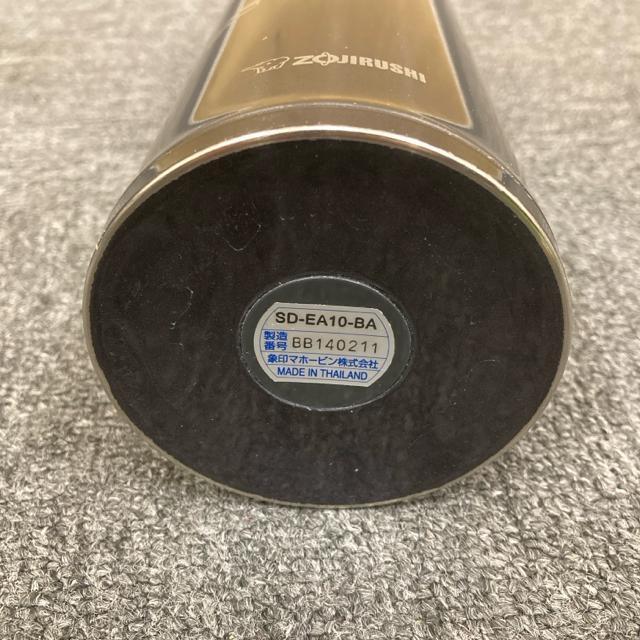 ZOJIRUSHI
SD-EA10-BA
製造
番号 BB140211
象印マホービン株式会社
MADE IN THAILAND